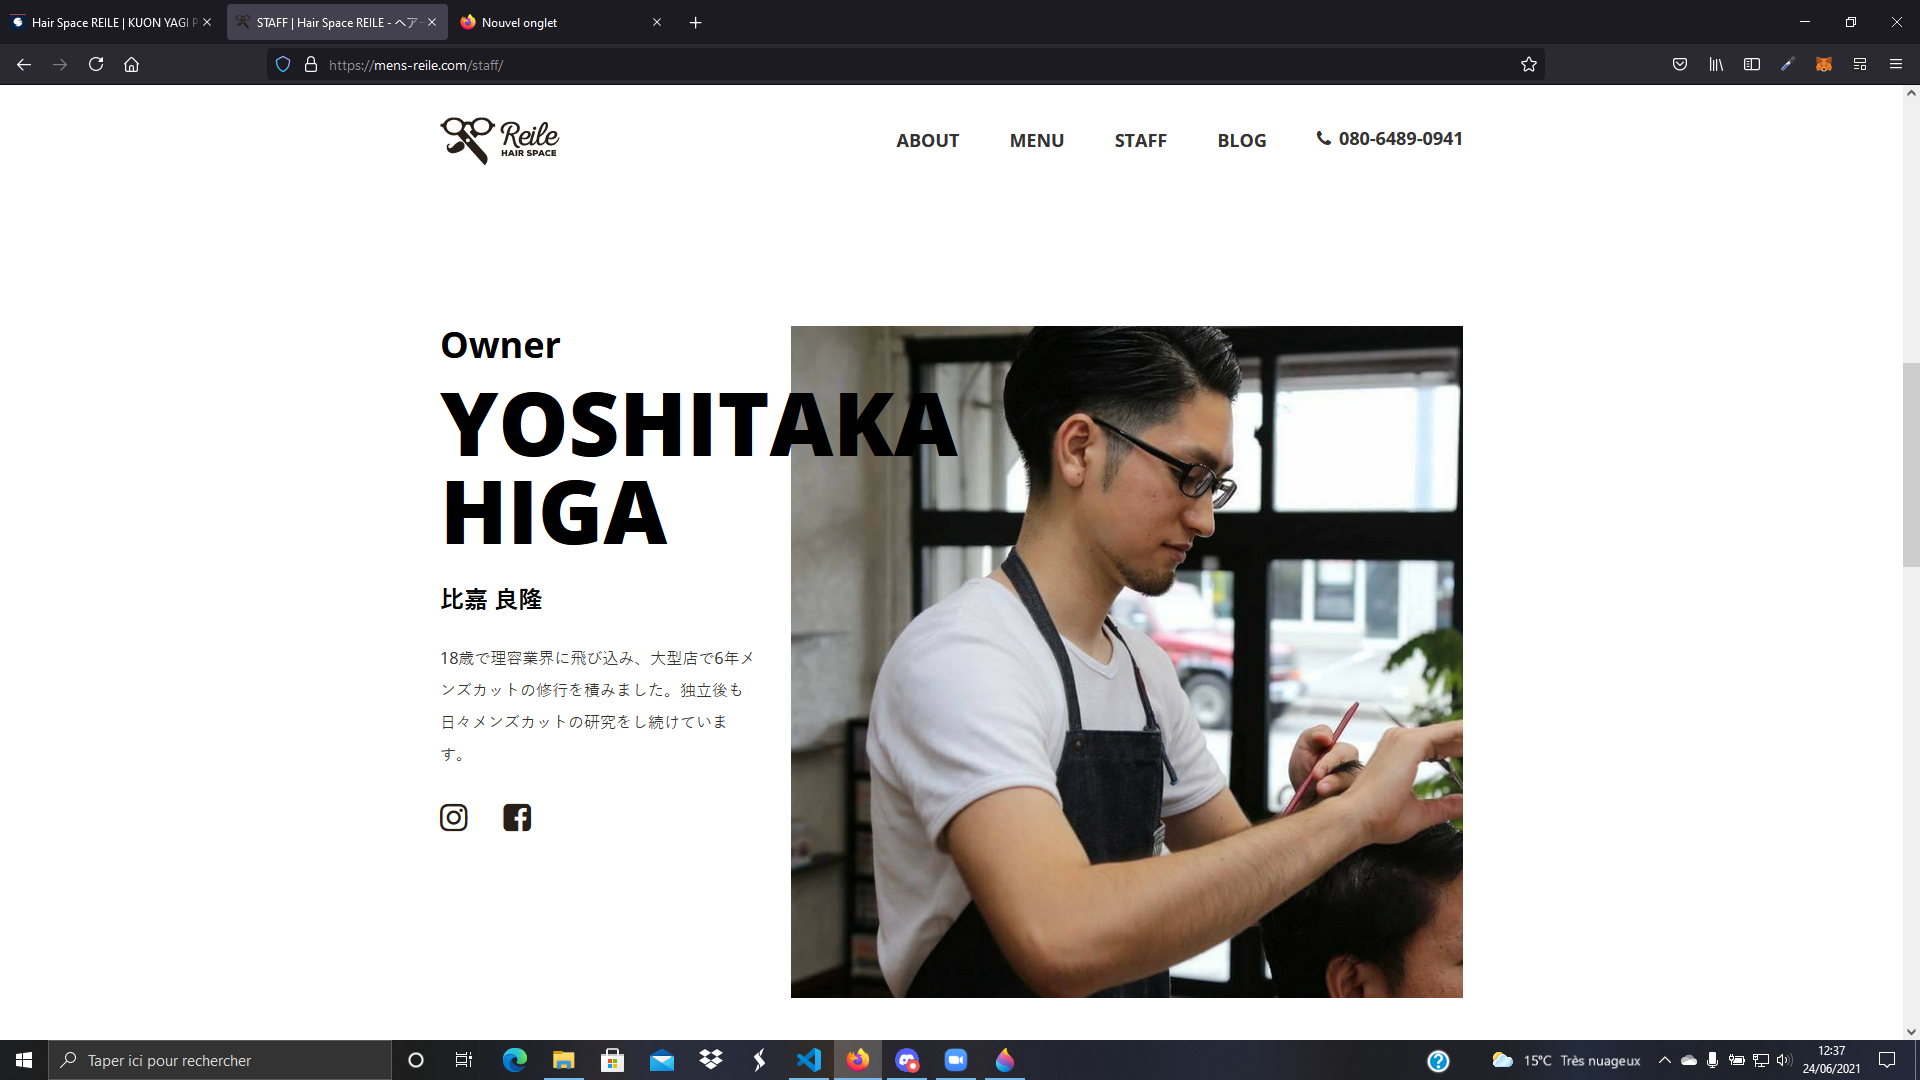 Hair Space REILE | KUON YAGI P
STAFF | Hair Space REILE - ヘアー
Nouvel onglet
https://mens-reile.com/staff/
Reile
HAIR SPACE
ABOUT
MENU
STAFF
BLOG
080-6489-0941
Owner
YOSHITAKA
HIGA
比嘉 良隆
18歳で理容業界に飛び込み、大型店で6年メ
ンズカットの修行を積みました。独立後も
日々メンズカットの研究をし続けていま
す。
Taper ici pour rechercher
15°C Très nuageux
12:37
24/06/2021